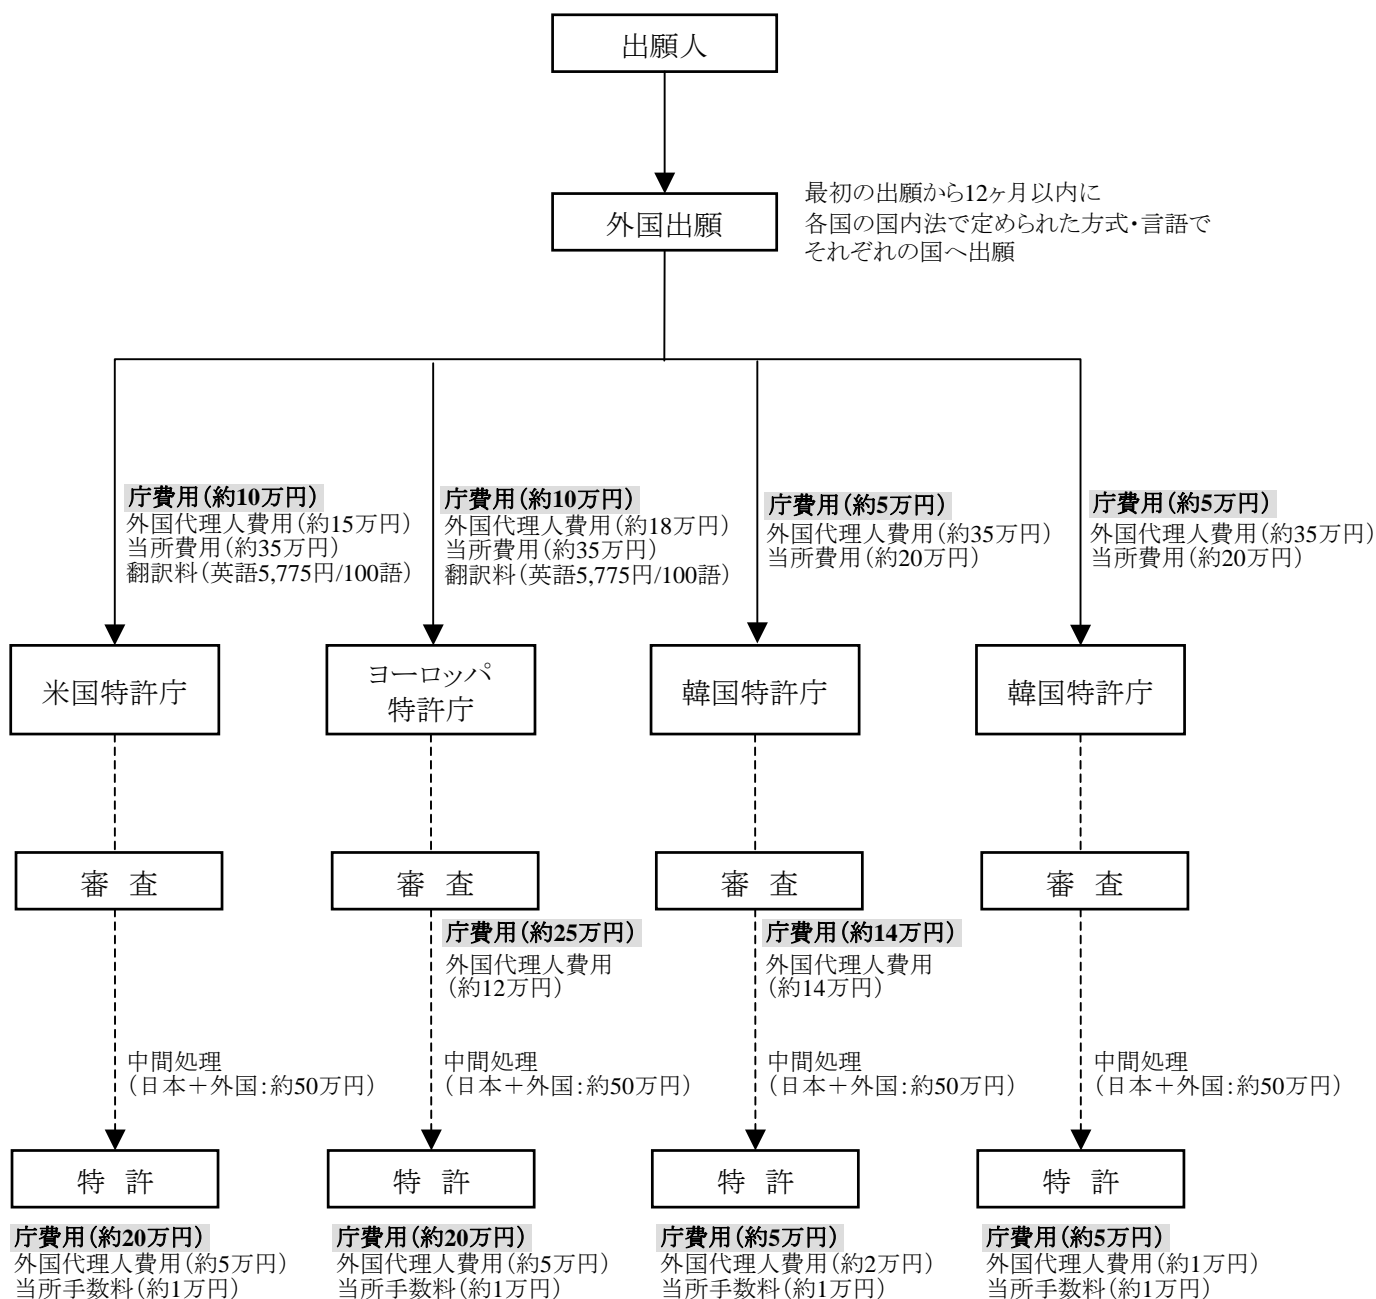 出願人
外国出願
最初の出願から12ヶ月以内に
各国の国内法で定められた方式・言語で
それぞれの国へ出願
庁費用(約10万円)
外国代理人費用(約15万円)
当所費用(約35万円)
翻訳料(英語5,775円/100語)
庁費用(約10万円)
外国代理人費用(約18万円)
当所費用(約35万円)
翻訳料(英語5,775円/100語)
庁費用(約5万円)
外国代理人費用(約35万円)
当所費用(約20万円)
庁費用(約5万円)
外国代理人費用(約35万円)
当所費用(約20万円)
米国特許庁
ヨーロッパ
特許庁
韓国特許庁
韓国特許庁
審 査
審 査
審 査
審 査
庁費用(約25万円)
外国代理人費用
(約12万円)
庁費用(約14万円)
外国代理人費用
(約14万円)
中間処理
(日本+外国:約50万円)
中間処理
(日本+外国:約50万円)
中間処理
(日本+外国:約50万円)
中間処理
(日本+外国:約50万円)
特 許
特 許
特 許
特 許
庁費用(約20万円)
外国代理人費用(約5万円)
当所手数料(約1万円)
庁費用(約20万円)
外国代理人費用(約5万円)
当所手数料(約1万円)
庁費用(約5万円)
外国代理人費用(約2万円)
当所手数料(約1万円)
庁費用(約5万円)
外国代理人費用(約1万円)
当所手数料(約1万円)